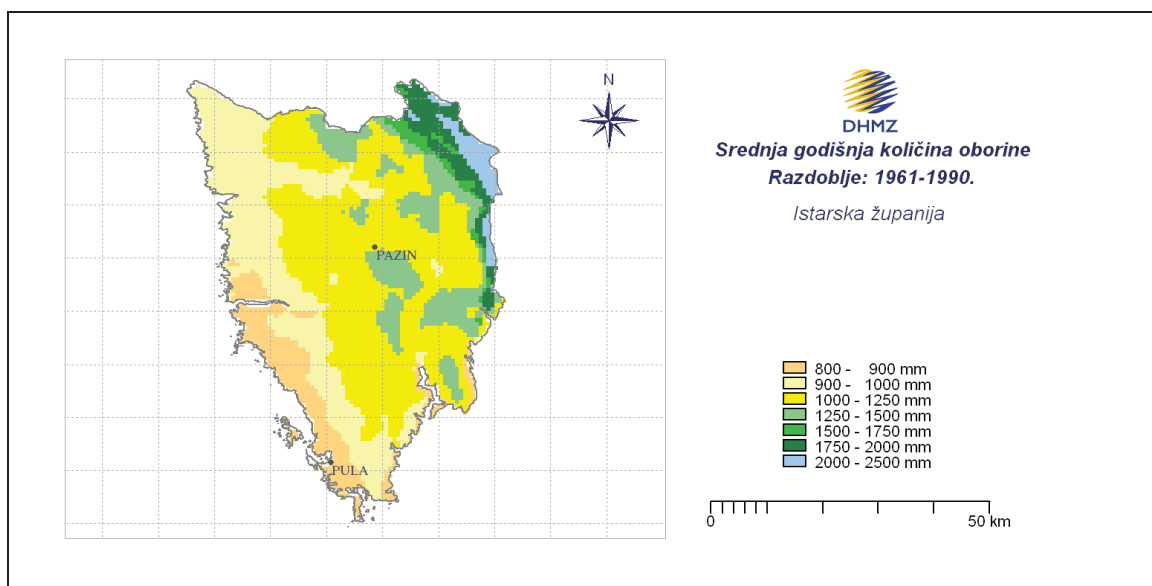 N
DHMZ
Srednja godišnja količina oborine
Razdoblje: 1961-1990.
Istarska županija
PAZIN
PULA
800 - 900 mm
900 - 1000 mm
1000 - 1250 mm
1250 - 1500 mm
1500 - 1750 mm
1750 - 2000 mm
2000 - 2500 mm
0 50 km